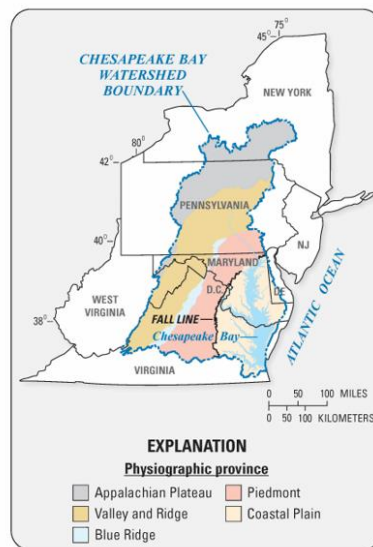 75°
45°
CHESAPEAKE BAY
WATERSHED
BOUNDARY
NEW YORK
80°
42°
PENNSYLVANIA
40°
NJ
MARYLAND
D.C.
DE
WEST
VIRGINIA
38°
FALL LINE
Chesapeake Bay
ATLANTIC OCEAN
VIRGINIA
0 50 100 MILES
0 50 100 KILOMETERS
EXPLANATION
Physiographic province
Appalachian Plateau
Piedmont
Valley and Ridge
Coastal Plain
Blue Ridge